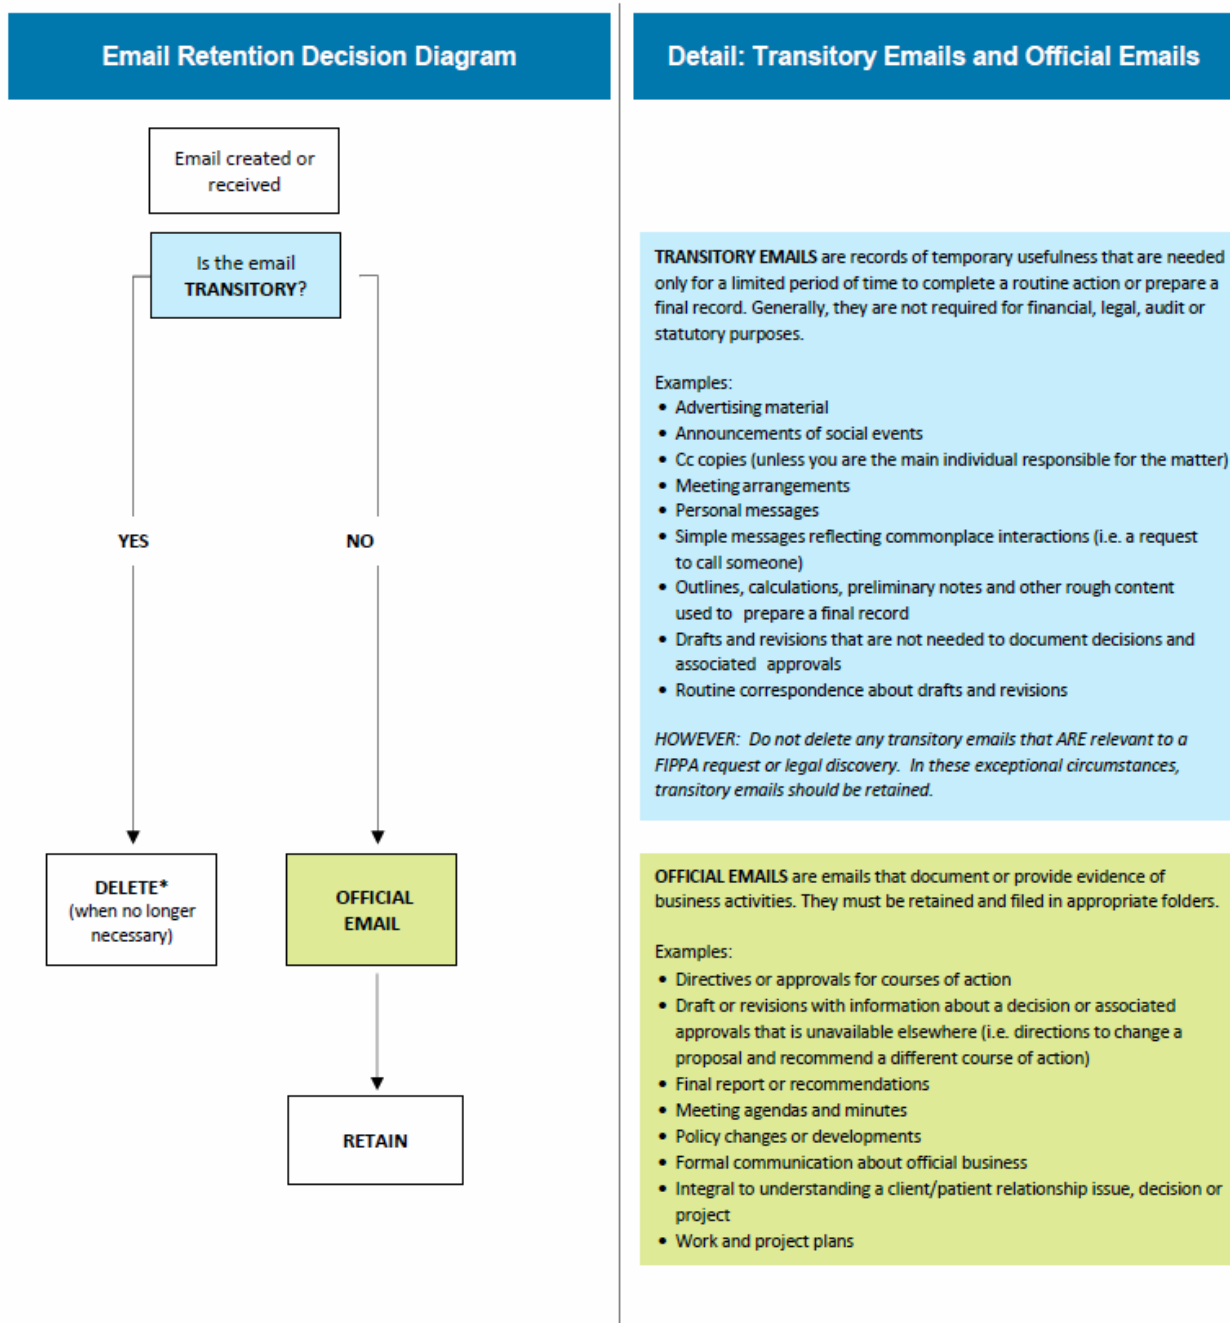 Email Retention Decision Diagram
Email created or
received
Is the email
TRANSITORY?
YES
NO
DELETE*
(when no longer
necessary)
OFFICIAL
EMAIL
RETAIN
Detail: Transitory Emails and Official Emails
TRANSITORY EMAILS are records of temporary usefulness that are needed
only for a limited period of time to complete a routine action or prepare a
final record. Generally, they are not required for financial, legal, audit or
statutory purposes.
Examples:
• Advertising material
• Announcements of social events
• Cc copies (unless you are the main individual responsible for the matter)
• Meeting arrangements
• Personal messages
• Simple messages reflecting commonplace interactions (i.e. a request
to call someone)
• Outlines, calculations, preliminary notes and other rough content
used to prepare a final record
• Drafts and revisions that are not needed to document decisions and
associated approvals
• Routine correspondence about drafts and revisions
HOWEVER: Do not delete any transitory emails that ARE relevant to a
FIPPA request or legal discovery. In these exceptional circumstances,
transitory emails should be retained.
OFFICIAL EMAILS are emails that document or provide evidence of
business activities. They must be retained and filed in appropriate folders.
Examples:
• Directives or approvals for courses of action
• Draft or revisions with information about a decision or associated
approvals that is unavailable elsewhere (i.e. directions to change a
proposal and recommend a different course of action)
• Final report or recommendations
• Meeting agendas and minutes
• Policy changes or developments
• Formal communication about official business
• Integral to understanding a client/patient relationship issue, decision or
project
• Work and project plans